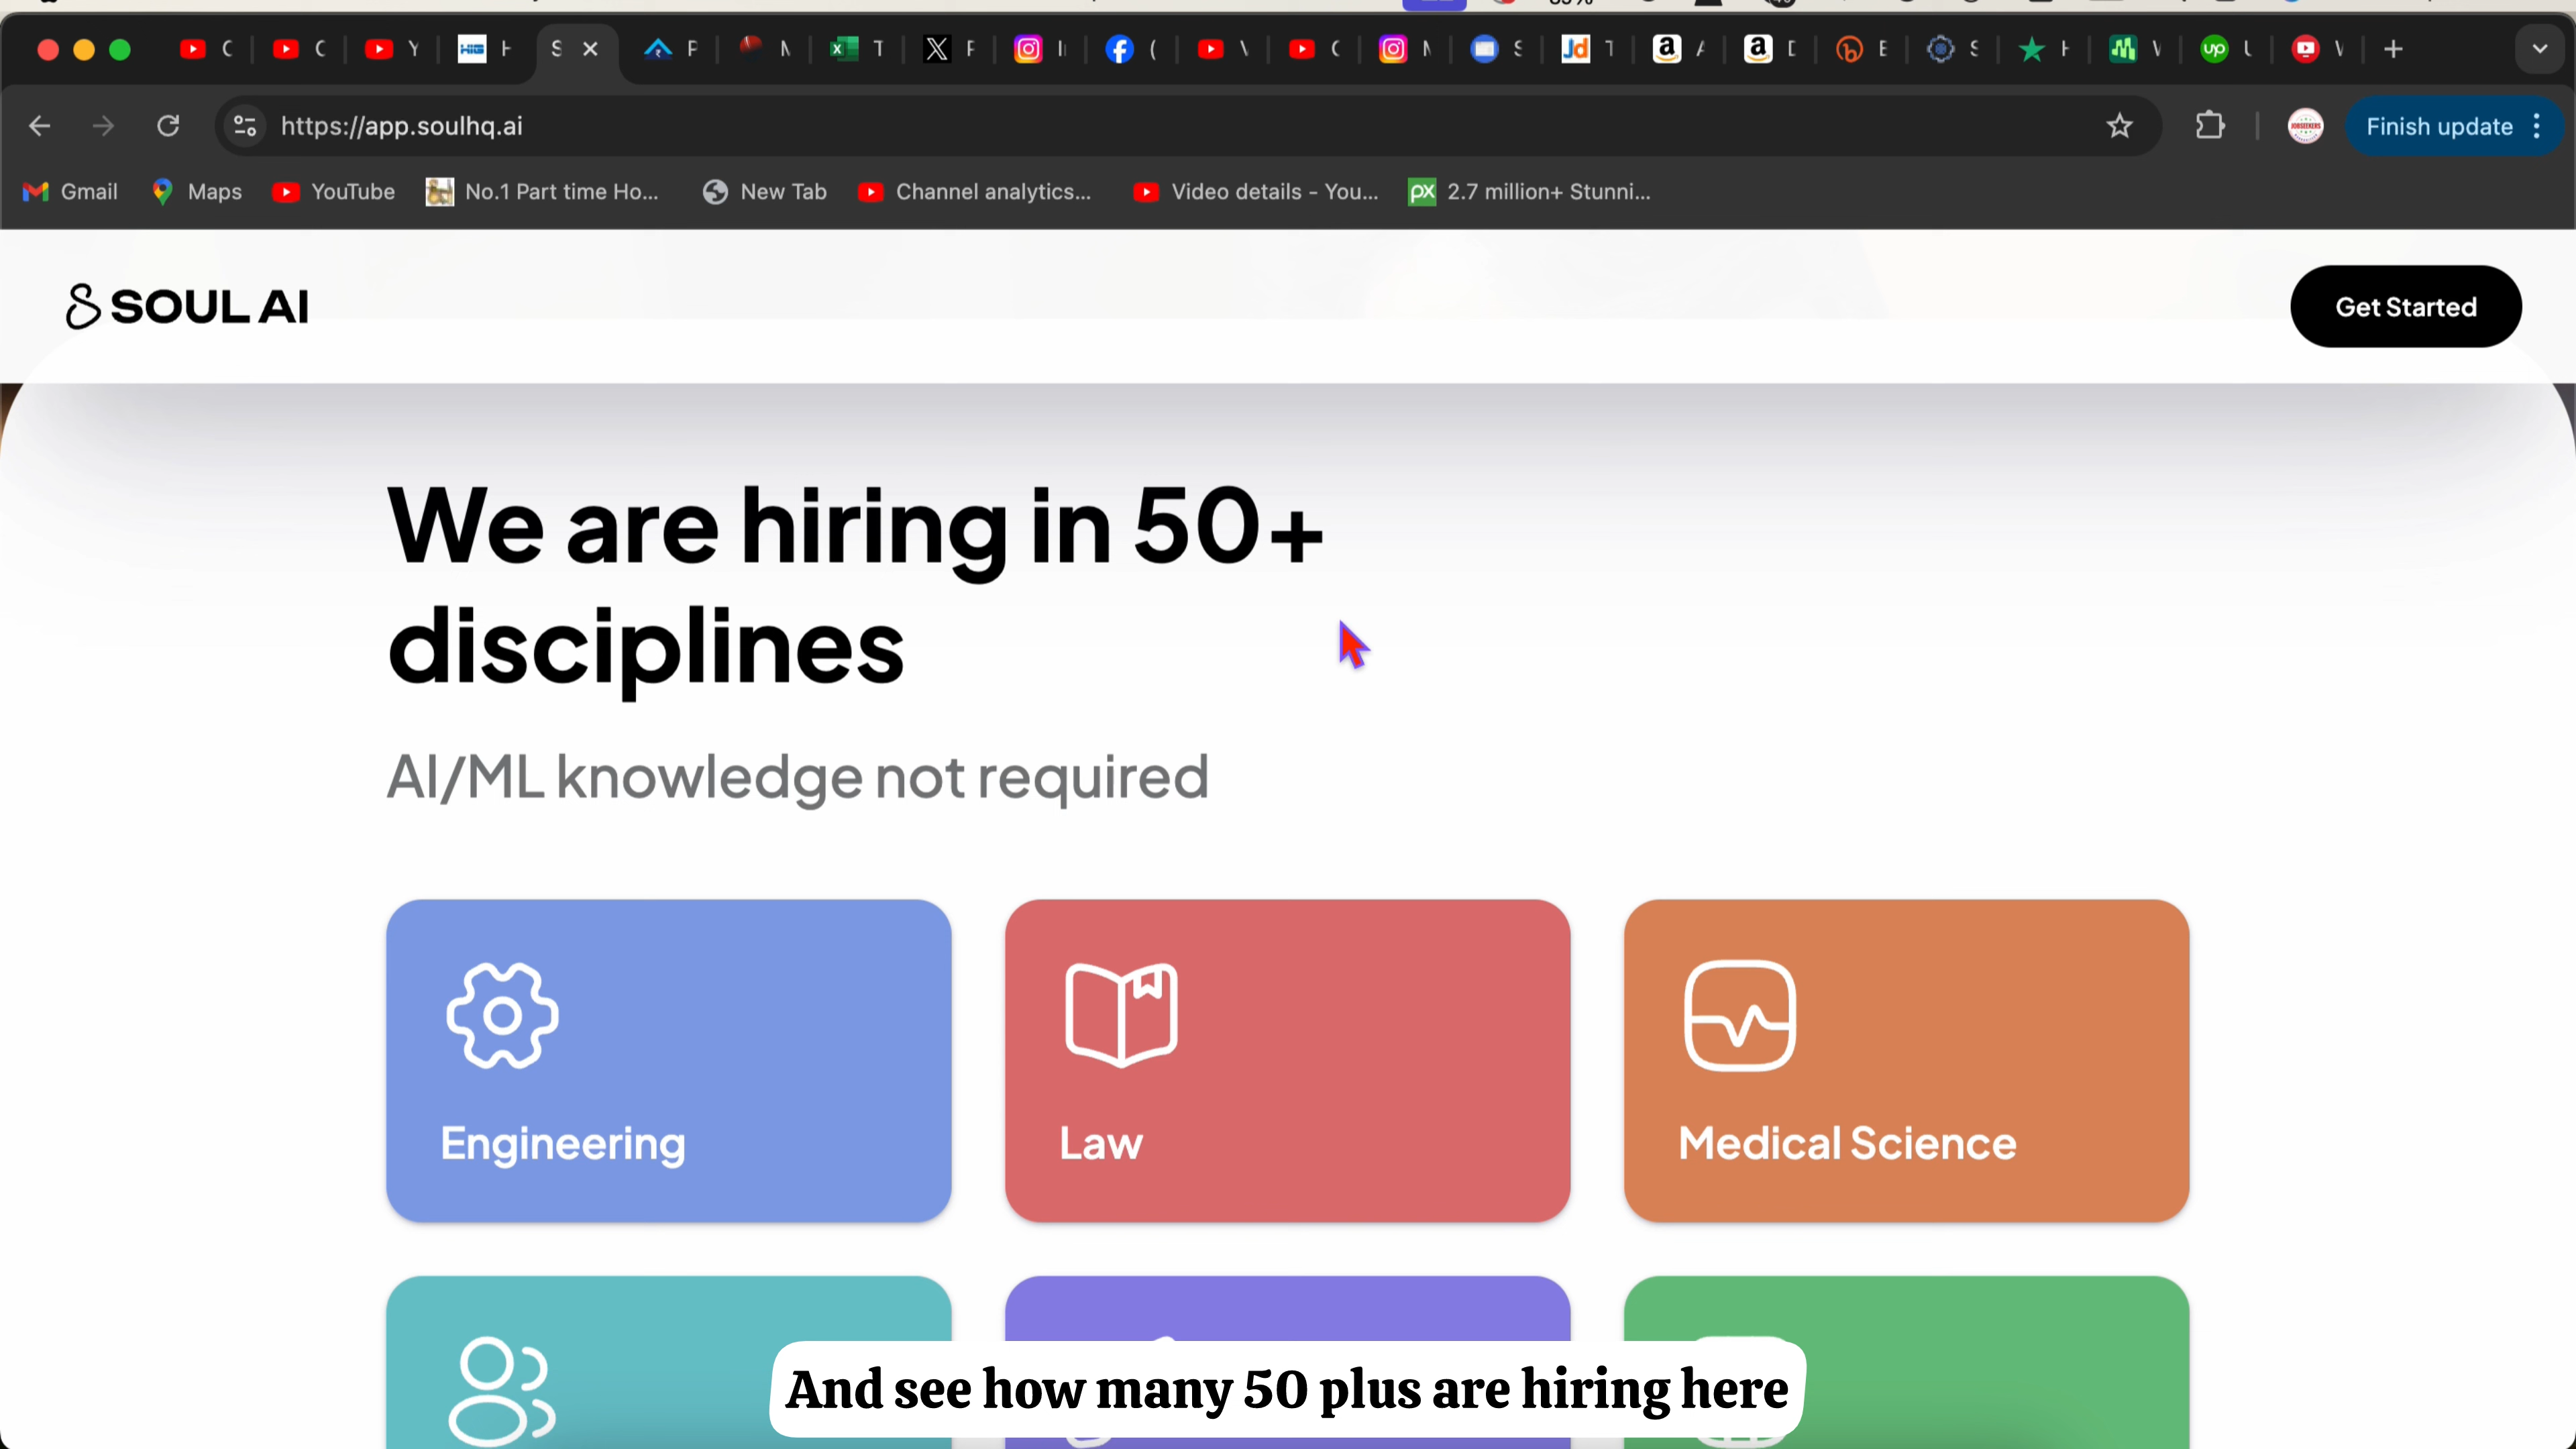 https://app.soulhq.ai
Finish update
Gmail
Maps
YouTube
No.1 Part time Ho...
New Tab
Channel analytics...
Video details - You...
2.7 million+ Stunni...
SOUL AI
Get Started
We are hiring in 50+
disciplines
AI/ML knowledge not required
Engineering
Law
Medical Science
And see how many 50 plus are hiring here